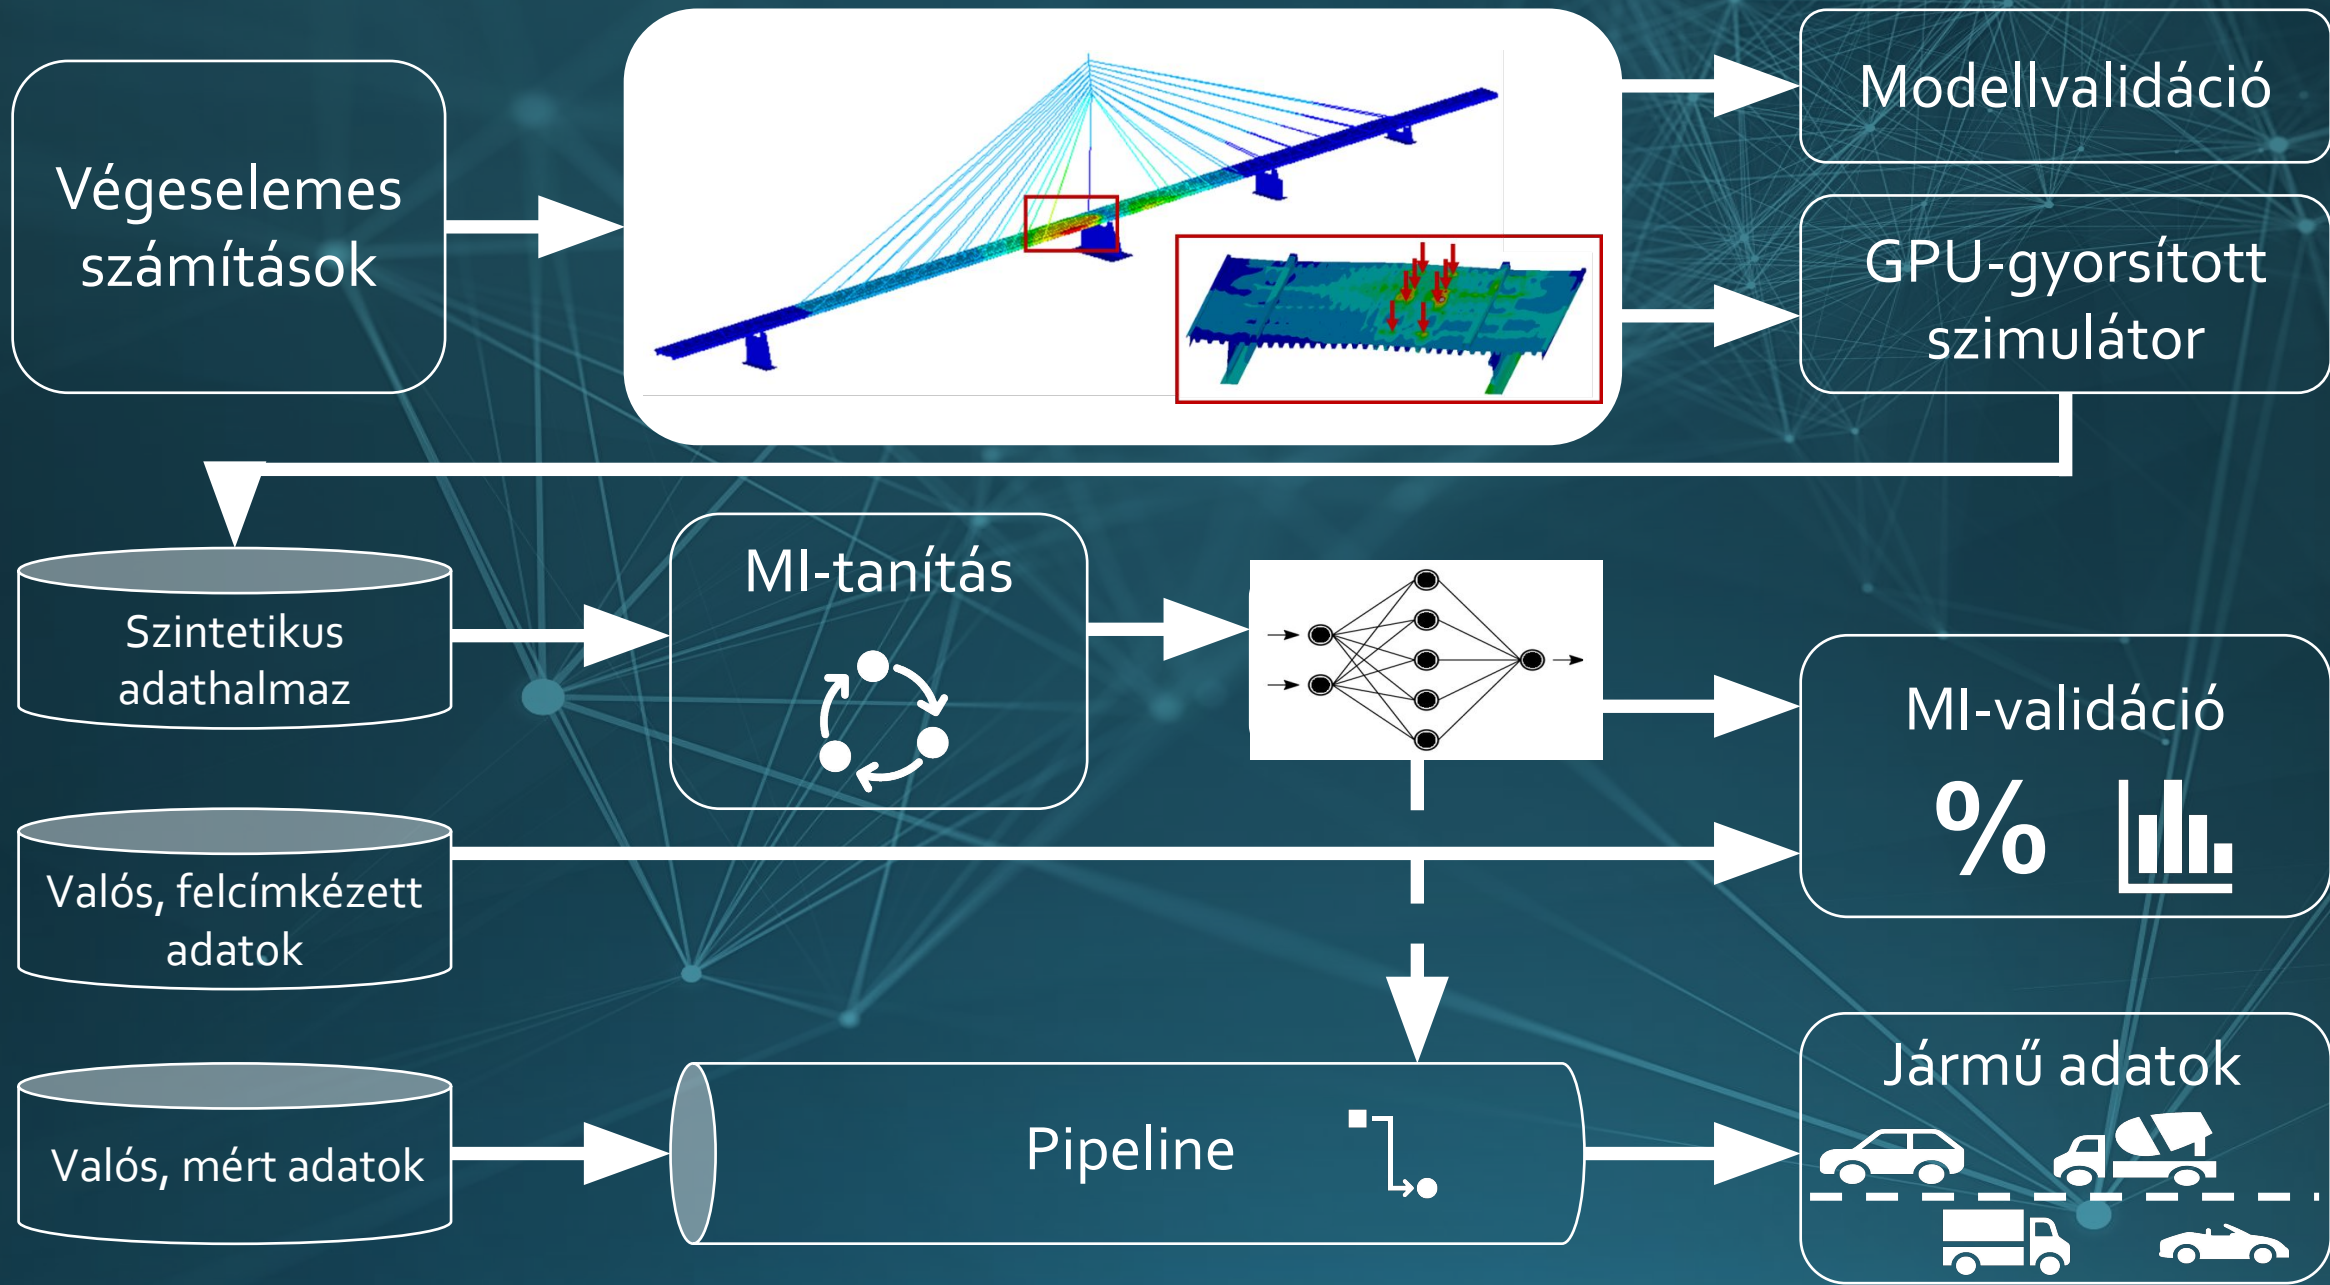 Végeselemes
számítások
Modellvalidáció
GPU-gyorsított
szimulátor
Szintetikus
adathalmaz
MI-tanítás
MI-validáció
%
Valós, felcímkézett
adatok
Valós, mért adatok
Pipeline
Jármű adatok